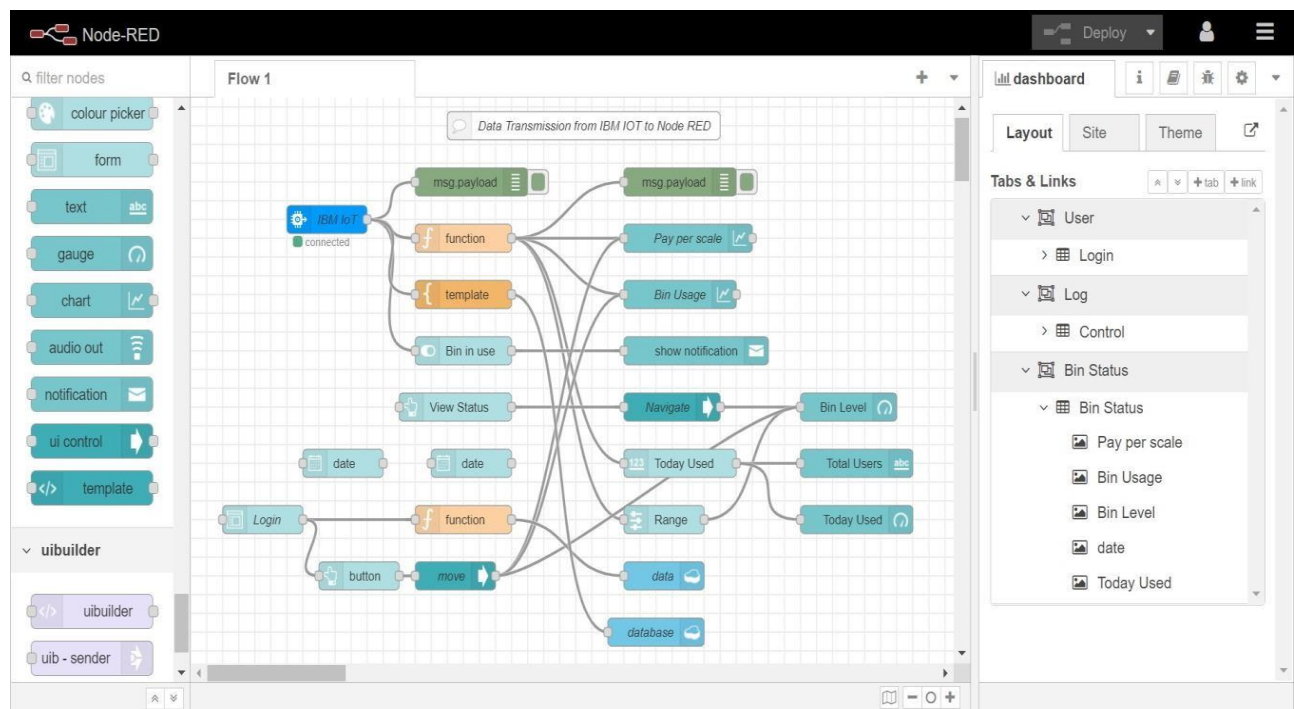 Node-RED
Deploy
filter nodes
Flow 1
dashboard
i
colour picker
form
text
abc
gauge
chart
audio out
notification
ui control
template
uibuilder
uibuilder
uib - sender
Data Transmission from IBM IOT to Node RED
msg.payload
msg.payload
IBM IoT
connected
f function
Pay per scale
{ template
Bin Usage
Bin in use
show notification
View Status
Navigate
Bin Level
date
date
123 Today Used
Total Users abc
Login
f function
Range
Today Used
button
move
data
database
Layout
Site
Theme
Tabs & Links
+ tab
+ link
User
Login
Log
Control
Bin Status
Bin Status
Pay per scale
Bin Usage
Bin Level
date
Today Used